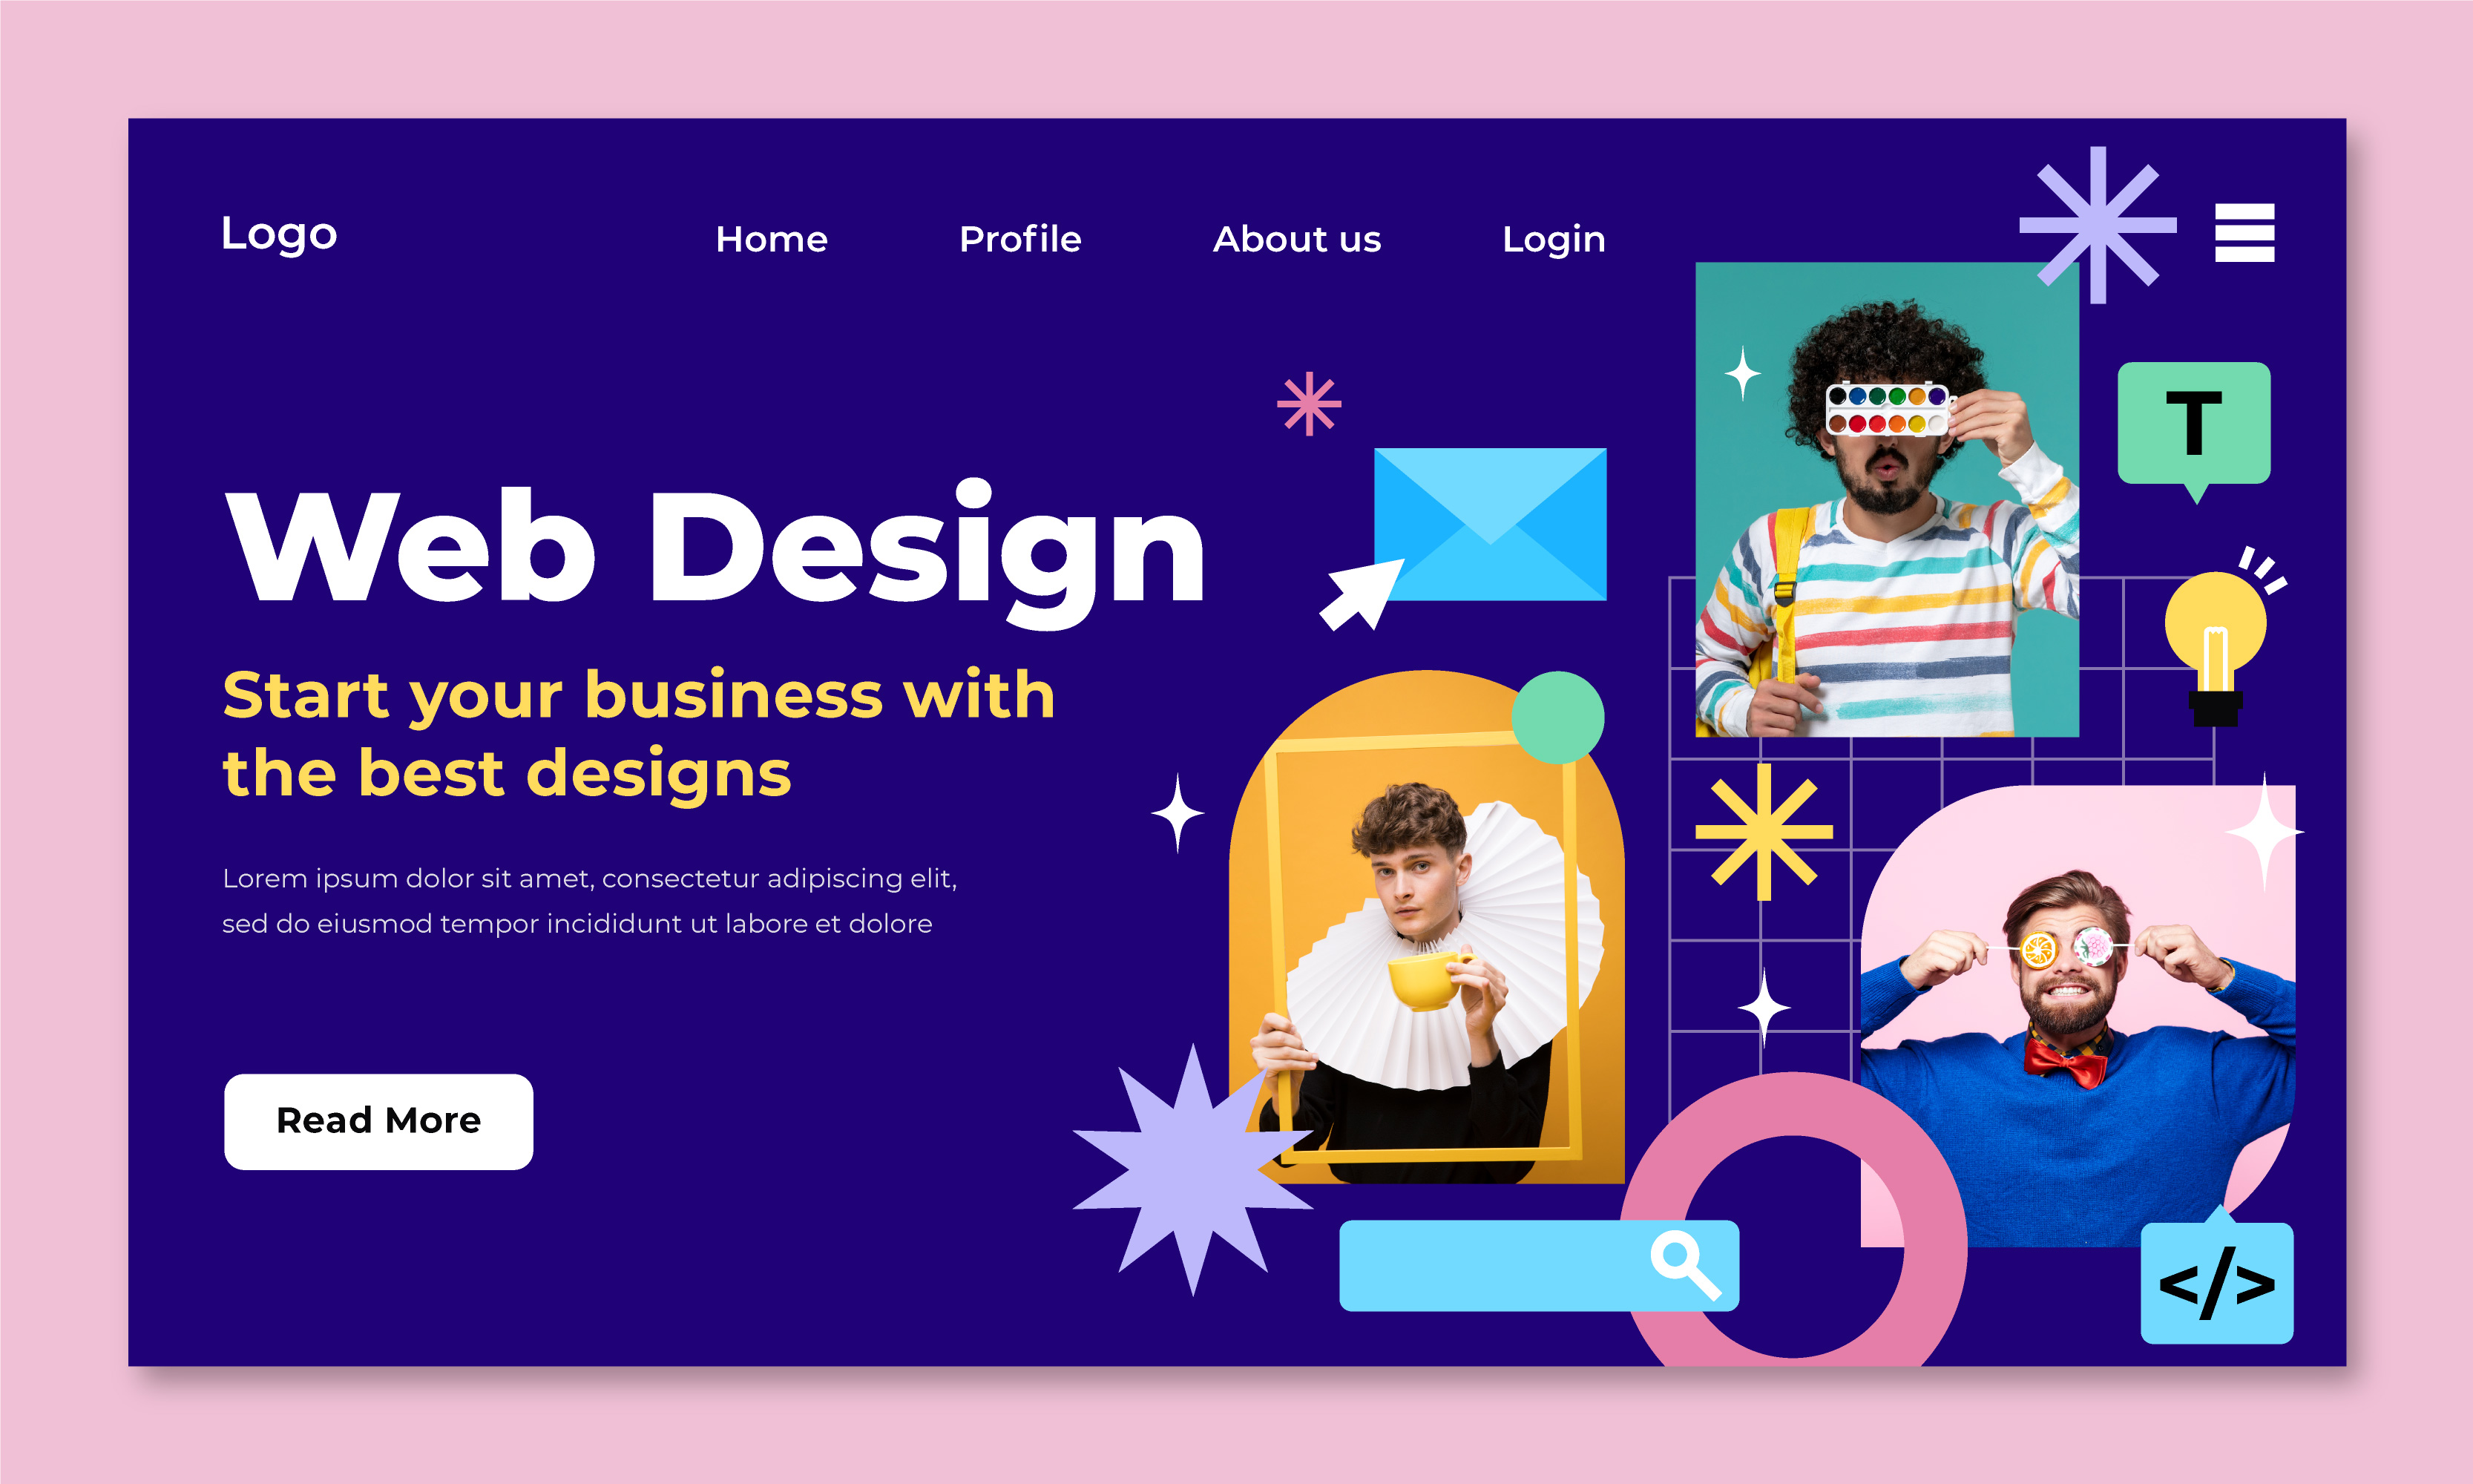 Logo
Home Profile About us Login
T
Web Design
Start your business with
the best designs
Lorem ipsum dolor sit amet, consectetur adipiscing elit,
sed do eiusmod tempor incididunt ut labore et dolore
Read More
</>